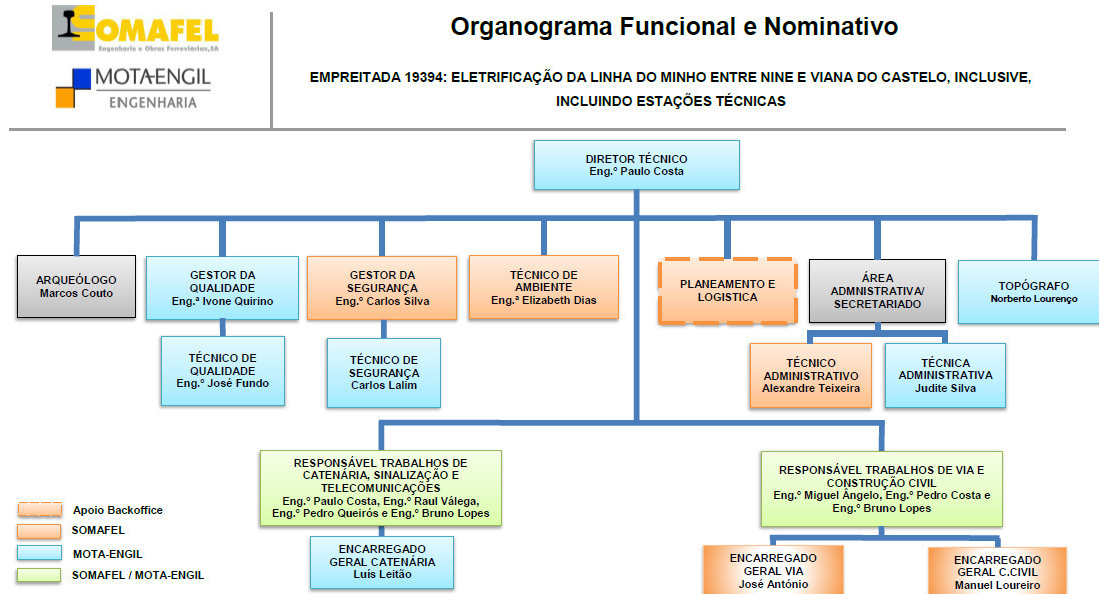 SOMAFEL
Engenharia e Obras Ferroviárias,SA
MOTA-ENGIL
ENGENHARIA
Organograma Funcional e Nominativo
EMPREITADA 19394: ELETRIFICAÇÃO DA LINHA DO MINHO ENTRE NINE E VIANA DO CASTELO, INCLUSIVE,
INCLUINDO ESTAÇÕES TÉCNICAS
DIRETOR TÉCNICO
Eng.º Paulo Costa
ARQUEÓLOGO
Marcos Couto
GESTOR DA
QUALIDADE
Eng.ª Ivone Quirino
GESTOR DA
SEGURANÇA
Eng.º Carlos Silva
TÉCNICO DE
AMBIENTE
Eng.ª Elizabeth Dias
PLANEAMENTO E
LOGISTICA
ÁREA
ADMNISTRATIVA/
SECRETARIADO
TOPÓGRAFO
Norberto Lourenço
TÉCNICO DE
QUALIDADE
Eng.º José Fundo
TÉCNICO DE
SEGURANÇA
Carlos Lalim
TÉCNICO
ADMINISTRATIVO
Alexandre Teixeira
TÉCNICA
ADMINISTRATIVA
Judite Silva
RESPONSÁVEL TRABALHOS DE
CATENÁRIA, SINALIZAÇÃO E
TELECOMUNICAÇÕES
Eng.º Paulo Costa, Eng.º Raul Válega,
Eng.º Pedro Queirós e Eng.º Bruno Lopes
RESPONSÁVEL TRABALHOS DE VIA E
CONSTRUÇÃO CIVIL
Eng.º Miguel Ângelo, Eng.º Pedro Costa e
Eng.º Bruno Lopes
ENCARREGADO
GERAL CATENÁRIA
Luís Leitão
ENCARREGADO
GERAL VIA
José António
ENCARREGADO
GERAL C.CIVIL
Manuel Loureiro
Apoio Backoffice
SOMAFEL
MOTA-ENGIL
SOMAFEL / MOTA-ENGIL